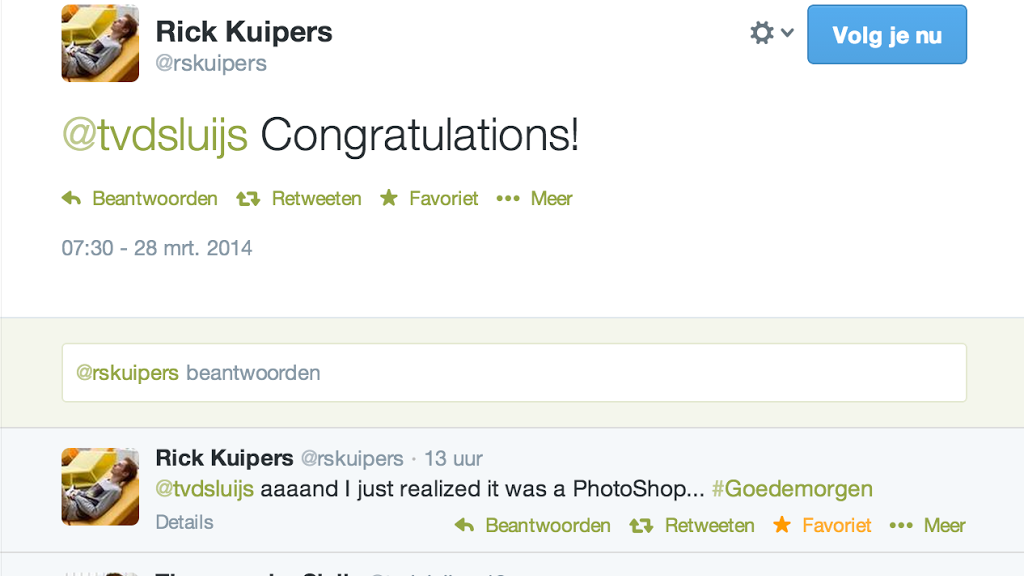 Rick Kuipers
@rskuipers
Volg je nu
@tvdsluijs Congratulations!
Beantwoorden Retweeten Favoriet Meer
07:30 - 28 mrt. 2014
@rskuipers beantwoorden
Rick Kuipers @rskuipers · 13 uur
@tvdsluijs aaaand I just realized it was a PhotoShop... #Goedemorgen
Details
Beantwoorden Retweeten Favoriet Meer